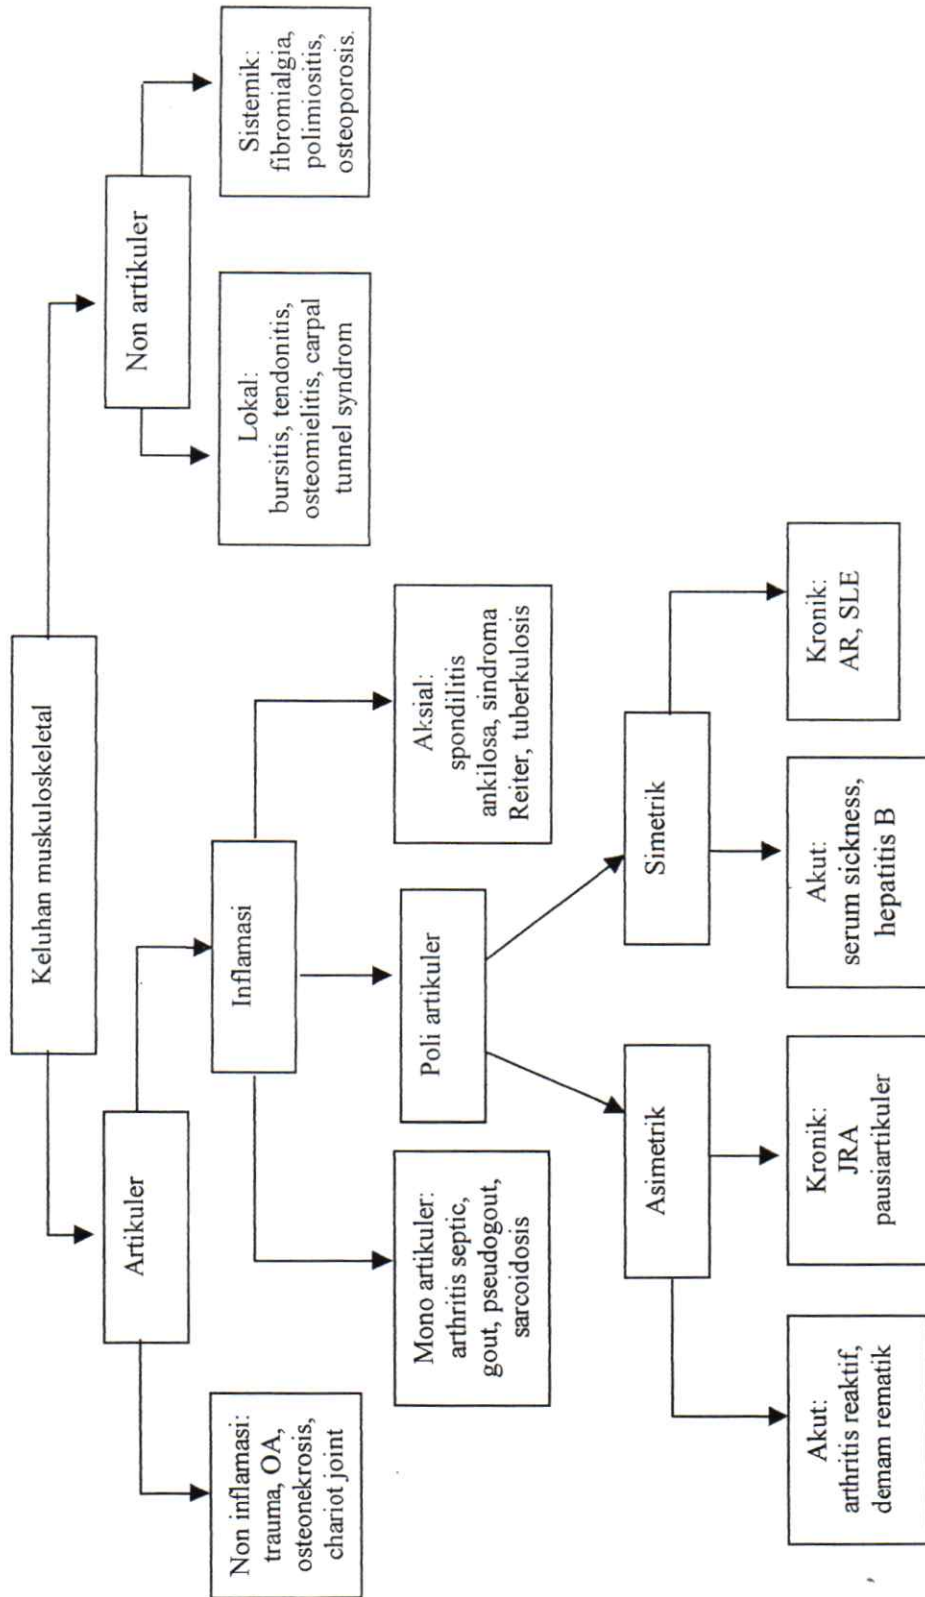 Keluhan muskuloskeletal
Artikuler
Non artikuler
Non inflamasi:
trauma, OA,
osteonekrosis,
chariot joint
Inflamasi
Lokal:
bursitis, tendonitis,
osteomielitis, carpal
tunnel syndrom
Sistemik:
fibromialgia,
polimiositis,
osteoporosis.
Mono artikuler:
arthritis septic,
gout, pseudogout,
sarcoidosis
Poli artikuler
Aksial:
spondilitis
ankilosa, sindroma
Reiter, tuberkulosis
Asimetrik
Simetrik
Akut:
arthritis reaktif,
demam rematik
Kronik:
JRA
pausiartikuler
Akut:
serum sickness,
hepatitis B
Kronik:
AR, SLE